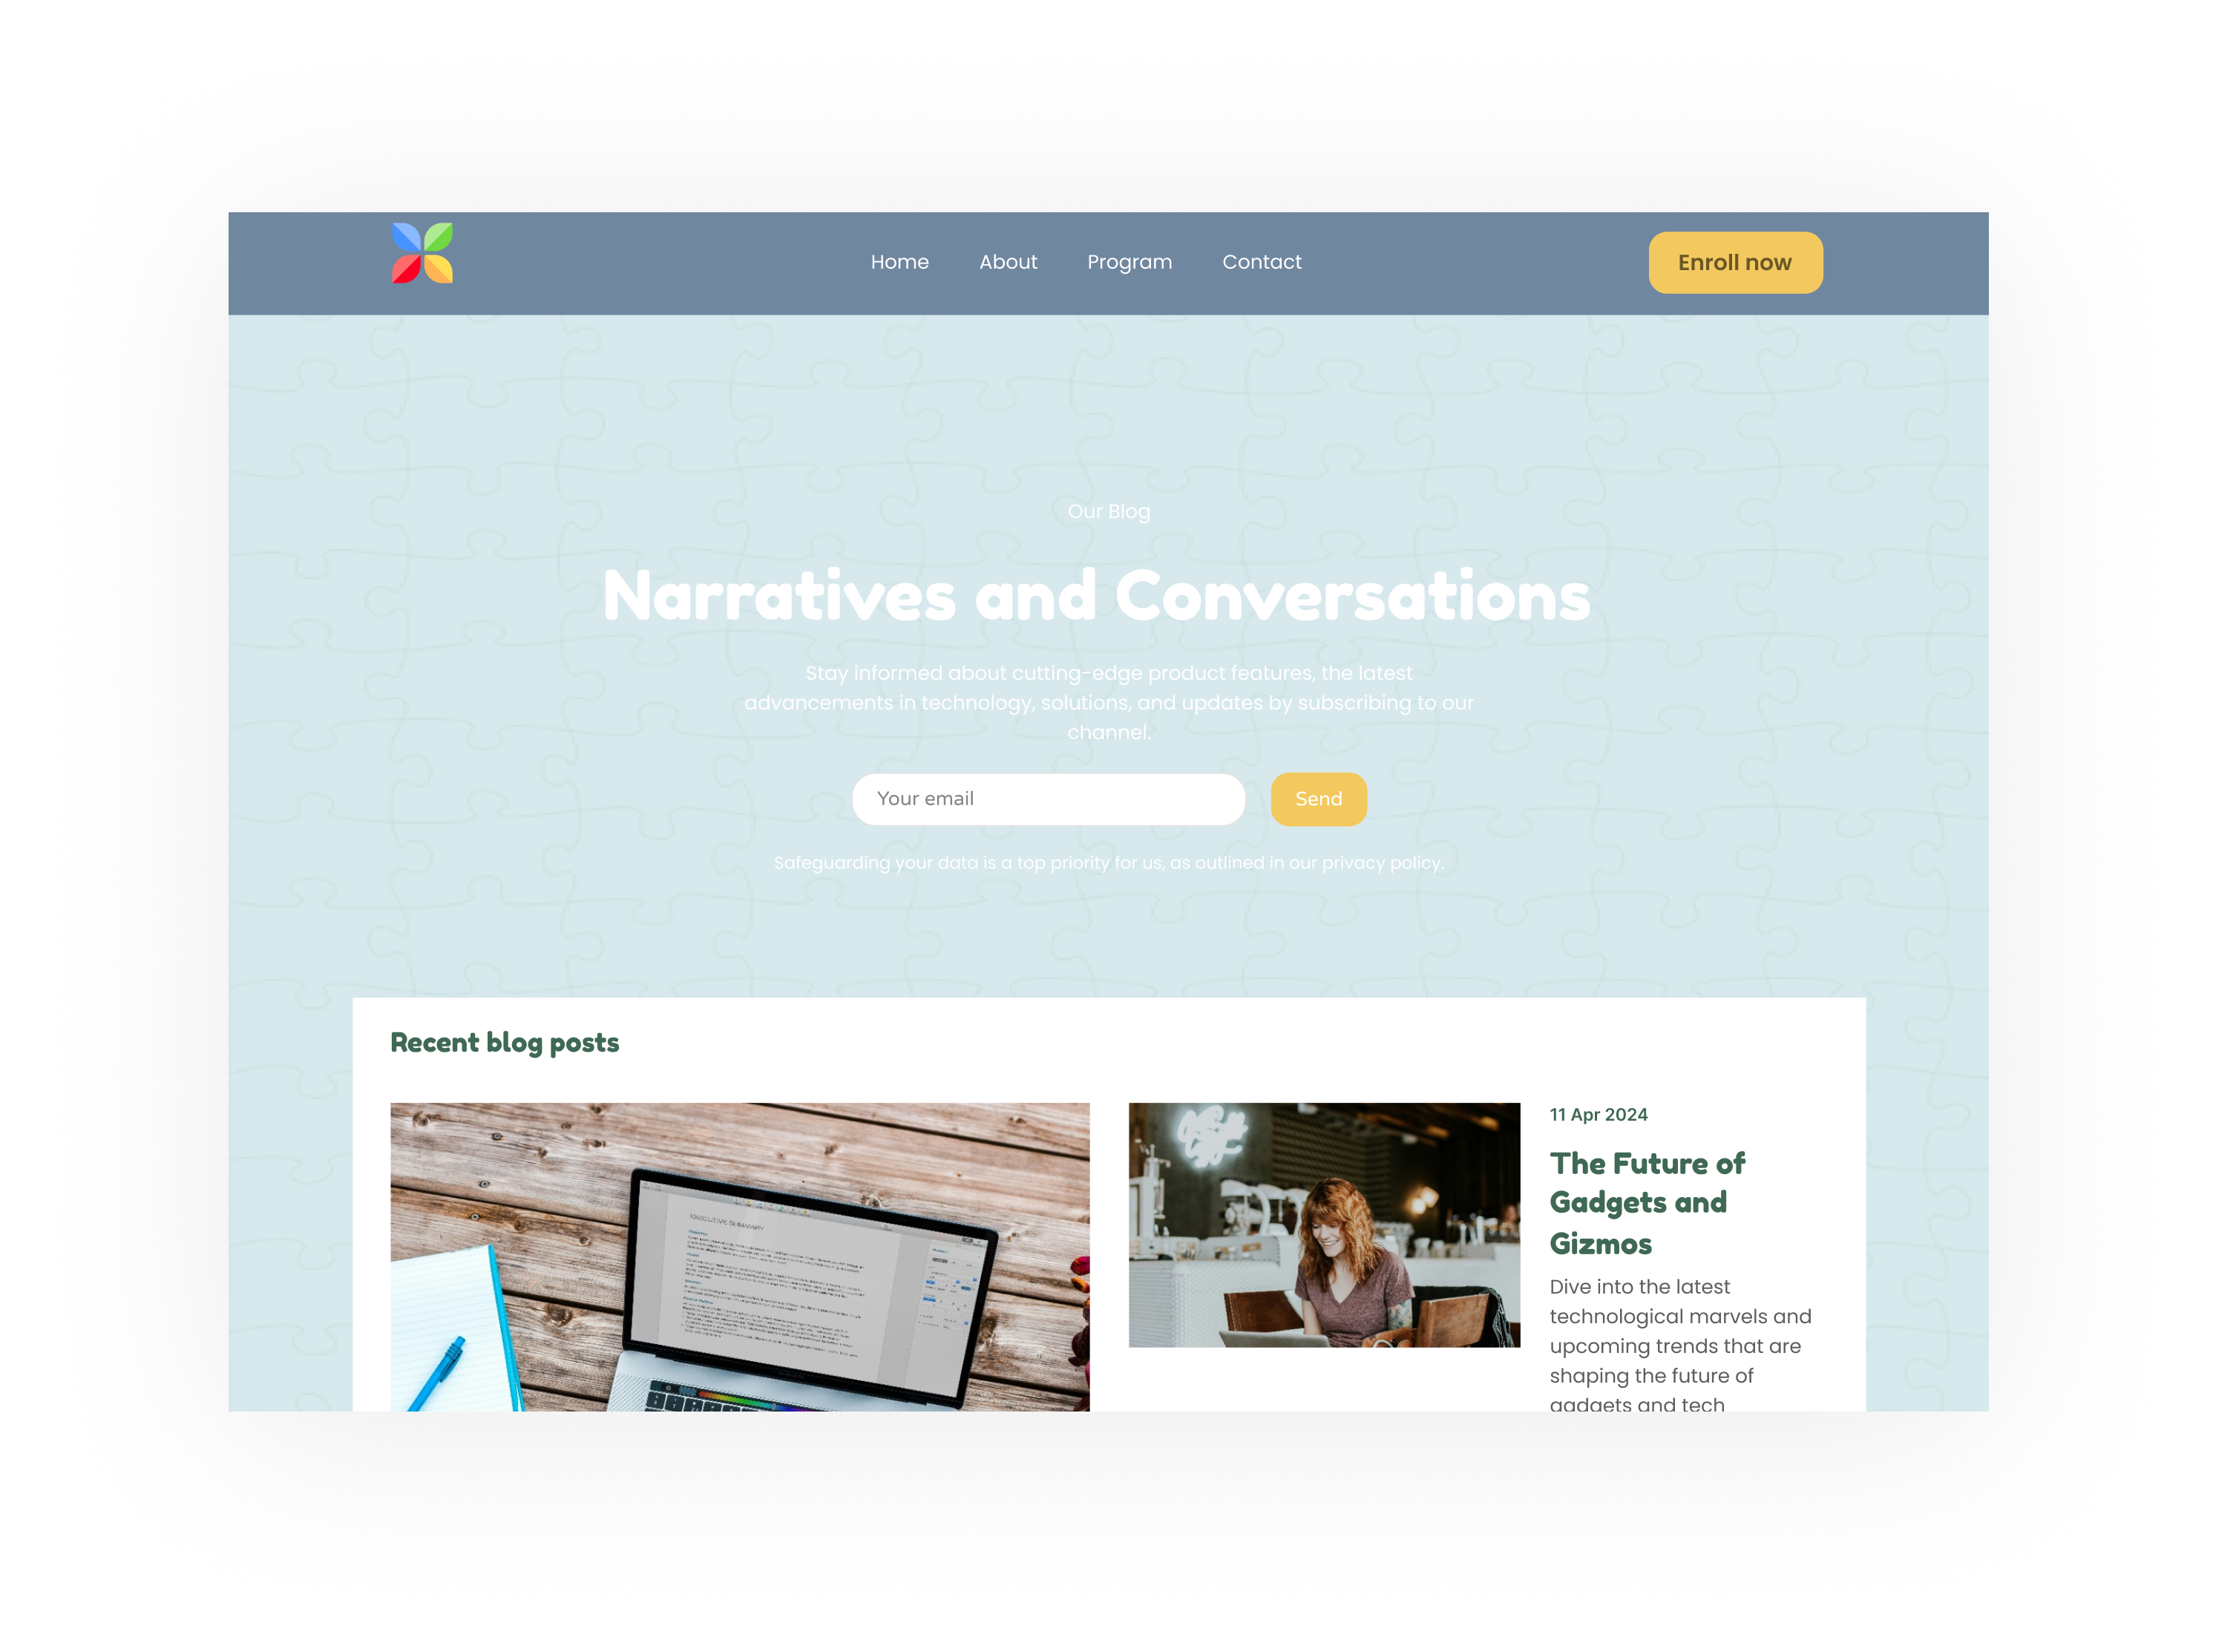 Home About Program Contact Enroll now
Our Blog
Narratives and Conversations
Stay informed about cutting-edge product features, the latest
advancements in technology, solutions, and updates by subscribing to our
channel.
Your email Send
Safeguarding your data is a top priority for us, as outlined in our privacy policy.
Recent blog posts
EXECUTIVE SUMMARY
11 Apr 2024
The Future of
Gadgets and
Gizmos
Dive into the latest
technological marvels and
upcoming trends that are
shaping the future of
gadgets and tech